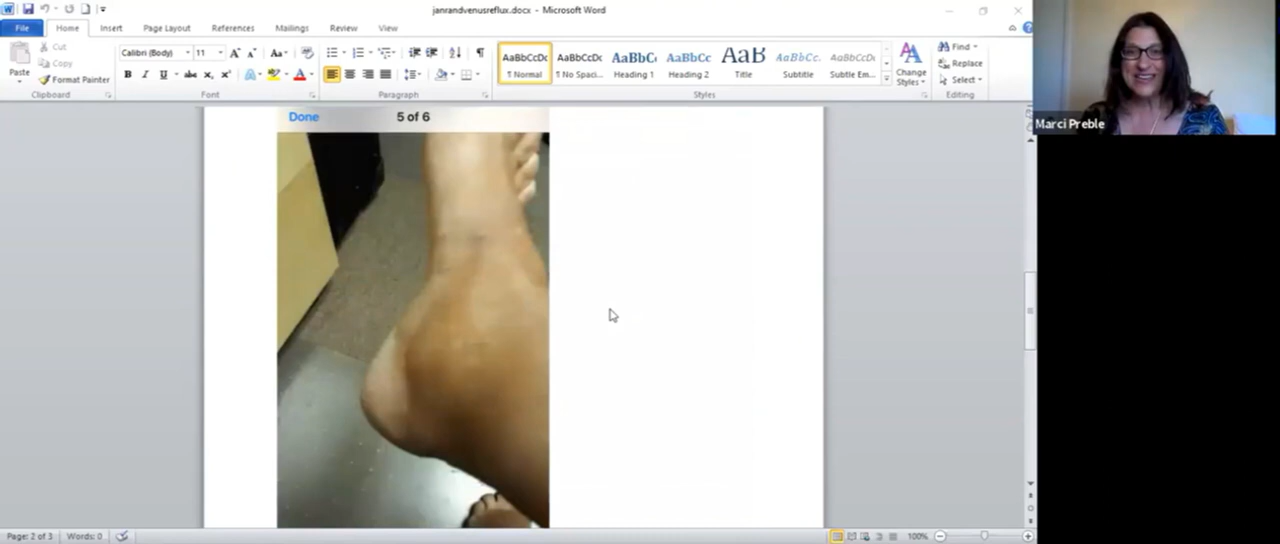 janrandvenusreflux.docx - Microsoft Word
File Home Insert Page Layout References Mailings Review View
Paste
Cut
Copy
Format Painter
Clipboard
Calibri (Body) 11
Font
Paragraph
AaBbCcDc
¶ Normal
AaBbCcDc
¶ No Spaci...
AaBbC
Heading 1
AaBbCc
Heading 2
AaB
Title
AaBbCc.
Subtitle
AaBbCcDc
Subtle Em...
Change Styles
Styles
Find
Replace
Select
Editing
Done 5 of 6
Marci Preble
Page: 2 of 3 Words: 0
100%